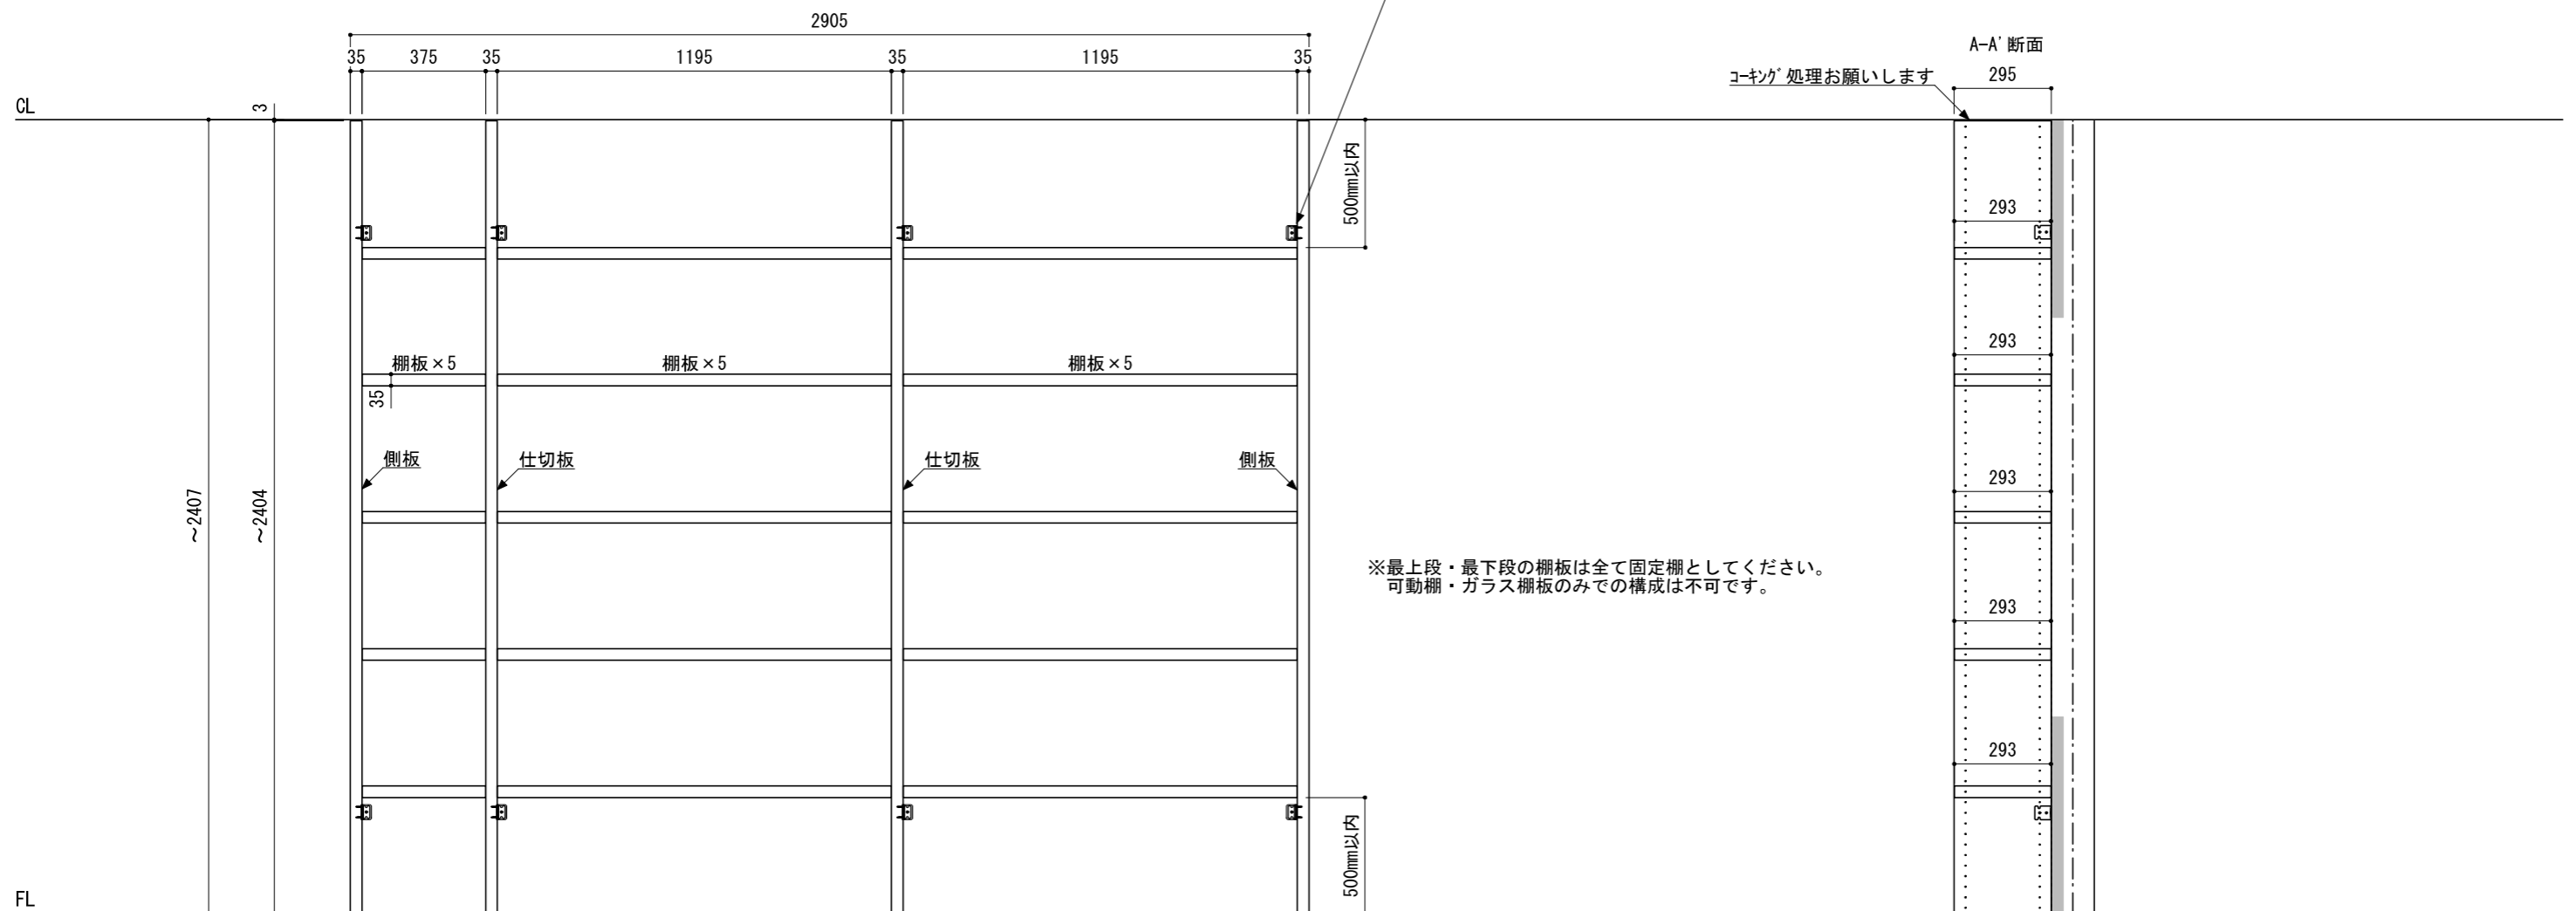 2905
35 375 35 1195 35 1195 35
A-A' 断面
コーキング処理お願いします
295
CL
3
500mm以内
293
棚板×5 棚板×5 棚板×5
35
293
側板 仕切板 仕切板 側板
293
~2407
~2404
※最上段・最下段の棚板は全て固定棚としてください。
可動棚・ガラス棚板のみでの構成は不可です。
293
293
500mm以内
FL